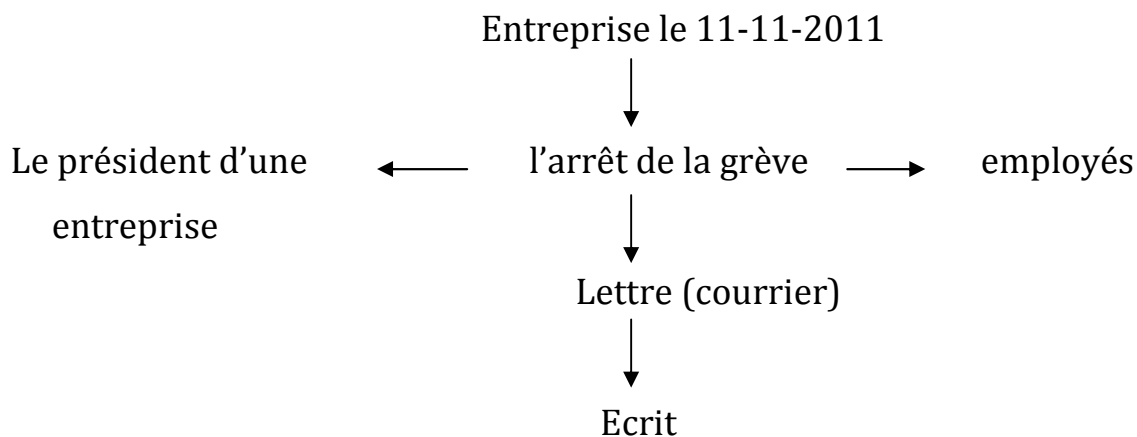 Entreprise le 11-11-2011
Le président d’une
l’arrêt de la grève
employés
entreprise
Lettre (courrier)
Ecrit